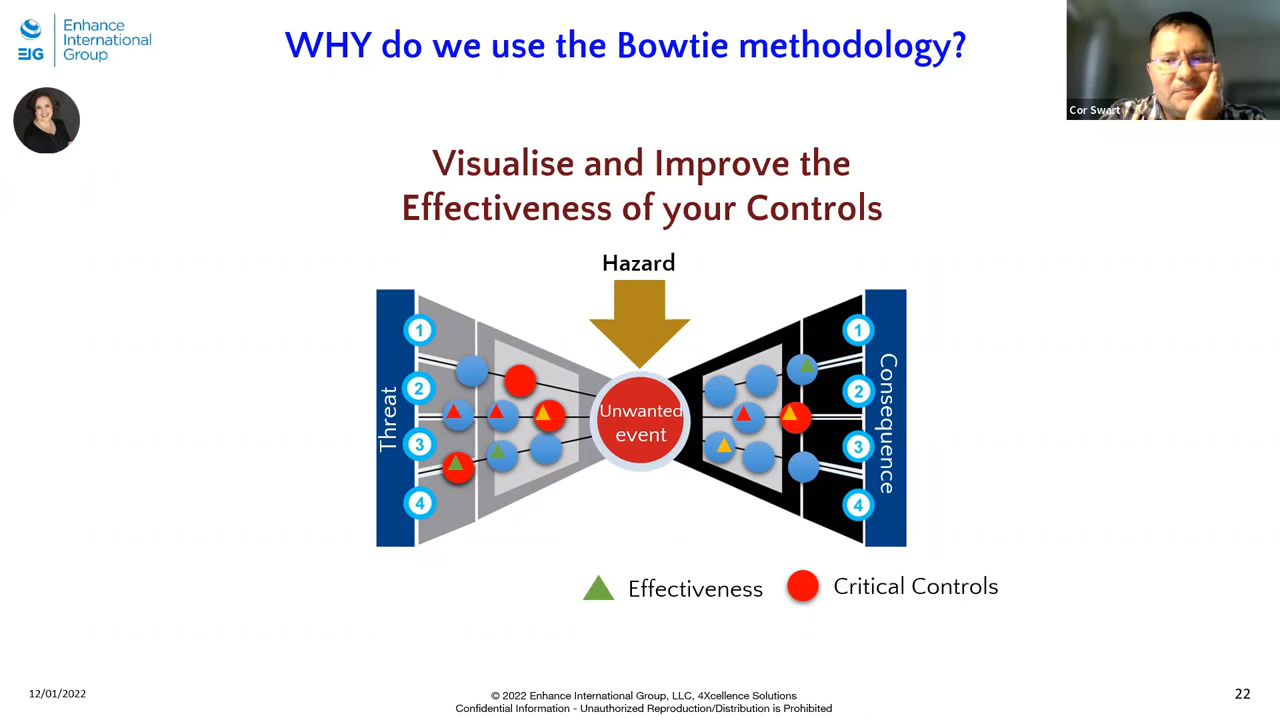 Enhance
International
Group
EIG
WHY do we use the Bowtie methodology?
Cor Swart
Visualise and Improve the
Effectiveness of your Controls
Hazard
Threat
1
2
3
4
Unwanted
event
1
2
3
4
Consequence
Effectiveness
Critical Controls
12/01/2022
© 2022 Enhance International Group, LLC, 4Xcellence Solutions
Confidential Information - Unauthorized Reproduction/Distribution is Prohibited
22